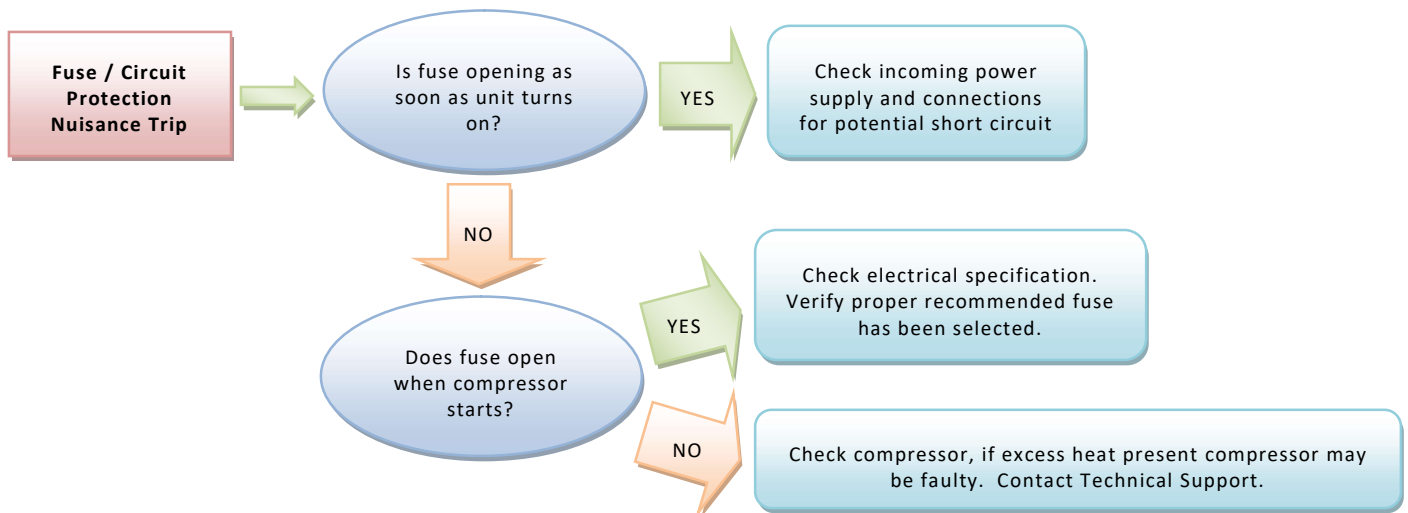 Fuse / Circuit
Protection
Nuisance Trip
Is fuse opening as
soon as unit turns
on?
YES
Check incoming power
supply and connections
for potential short circuit
NO
Does fuse open
when compressor
starts?
YES
Check electrical specification.
Verify proper recommended fuse
has been selected.
NO
Check compressor, if excess heat present compressor may
be faulty.  Contact Technical Support.